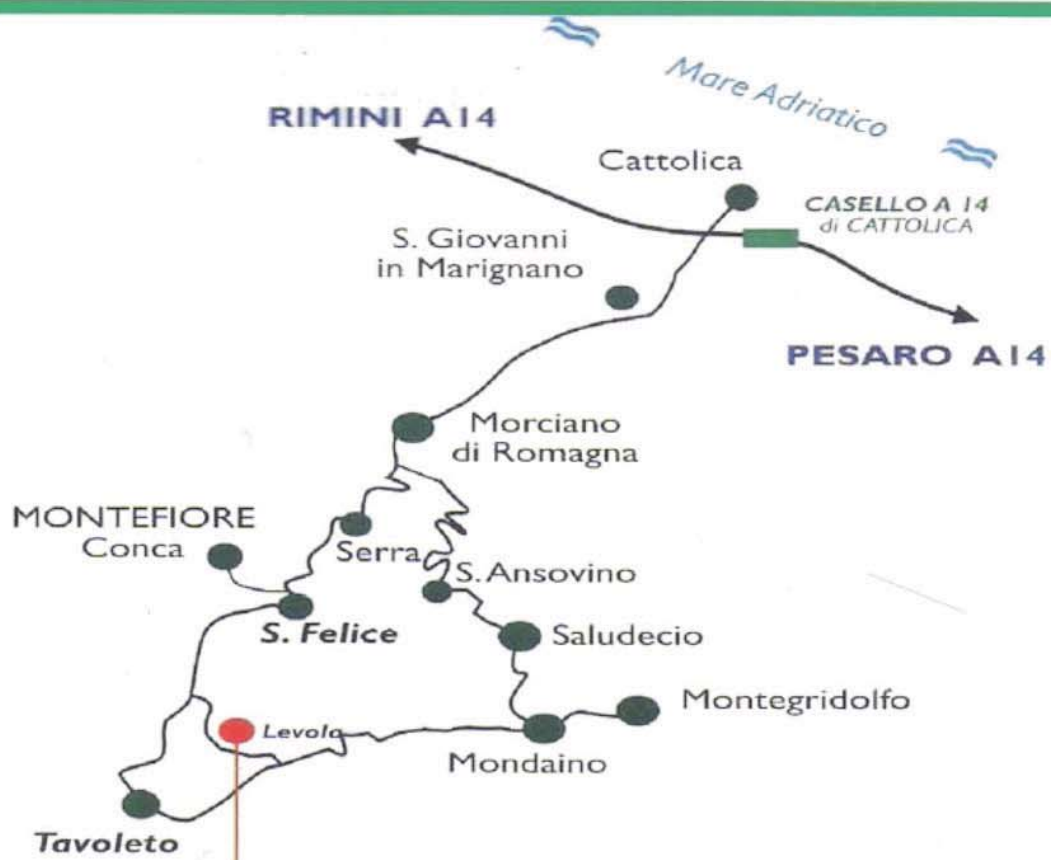 Mare Adriatico
RIMINI A14
Cattolica
CASELLO A 14
di CATTOLICA
S. Giovanni
in Marignano
PESARO A14
Morciano
di Romagna
MONTEFIORE
Conca
Serra
S. Ansovino
S. Felice
Saludecio
Montegridolfo
Levola
Mondaino
Tavoleto